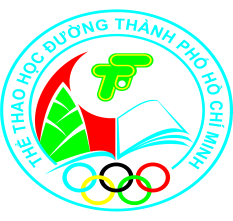 THỂ THAO HỌC ĐƯỜNG THÀNH PHỐ HỒ CHÍ MINH